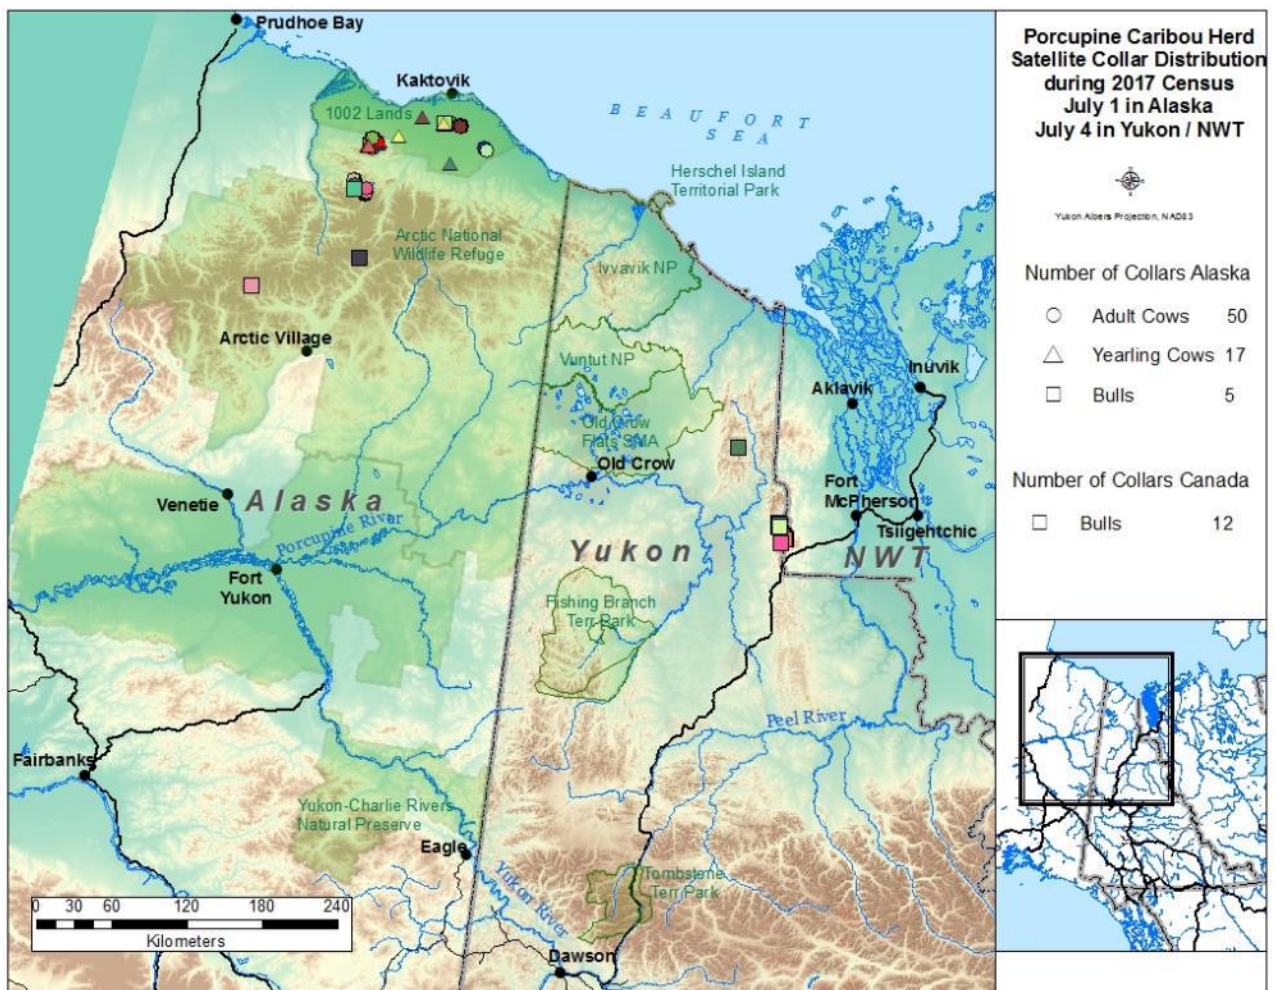 Porcupine Caribou Herd
Satellite Collar Distribution
during 2017 Census
July 1 in Alaska
July 4 in Yukon / NWT
Yukon Albers Projection, NAD83
Number of Collars Alaska
Adult Cows 50
Yearling Cows 17
Bulls 5
Number of Collars Canada
Bulls 12
Prudhoe Bay
Kaktovik
1002 Lands
BEAUFORT
SEA
Herschel Island
Territorial Park
Arctic National
Wildlife Refuge
Ivvavik NP
Arctic Village
Vuntut NP
Inuvik
Aklavik
Old Crow
Flats SMA
Old Crow
Fort
McPherson
Tsiigehtchic
Venetie
Alaska
Porcupine River
Yukon
NWT
Fort
Yukon
Fishing Branch
Terr Park
Peel River
Fairbanks
Yukon-Charlie Rivers
Natural Preserve
Eagle
Yukon River
Tombstone
Terr Park
Dawson
0 30 60 120 180 240
Kilometers